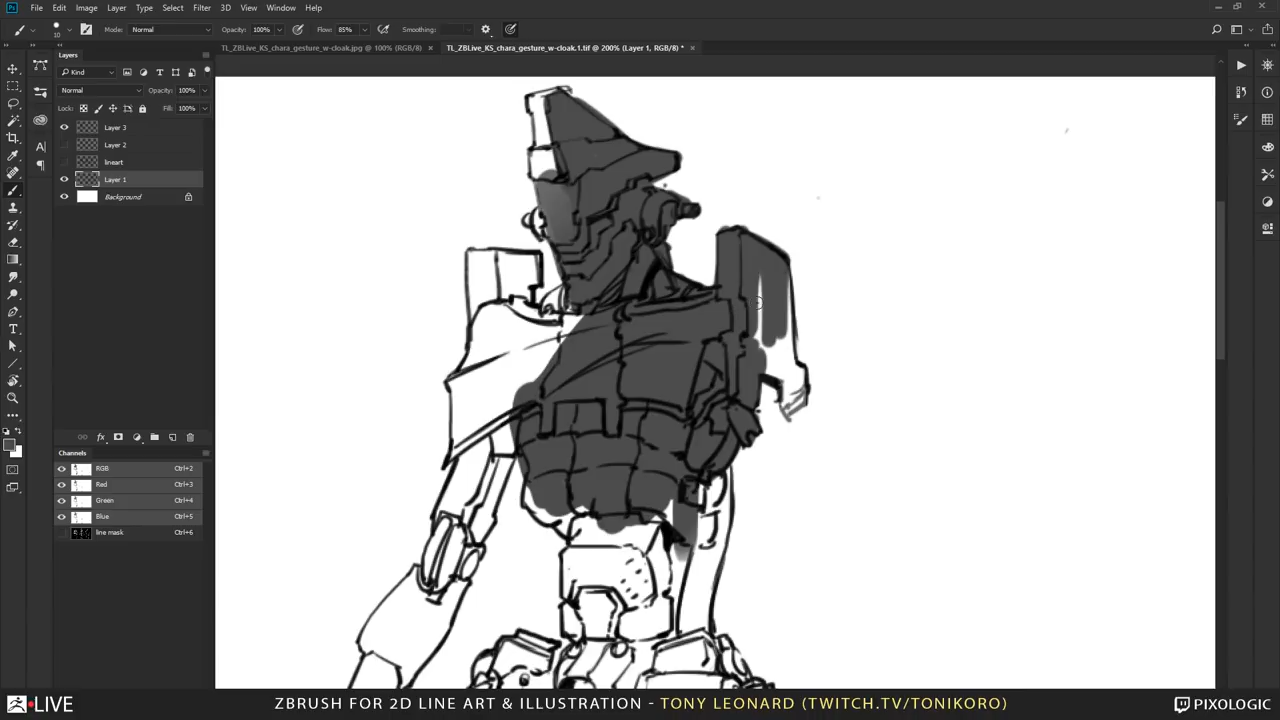 Ps File Edit Image Layer Type Select Filter 3D View Window Help
10 Mode: Normal Opacity: 100% Flow: 85% Smoothing:
TL_ZBLive_KS_chara_gesture_w-cloak.jpg @ 100% (RGB/8) × TL_ZBLive_KS_chara_gesture_w-cloak.1.tif @ 200% (Layer 1, RGB/8) * ×
Layers
Kind
Normal Opacity: 100%
Lock: Fill: 100%
Layer 3
Layer 2
lineart
Layer 1
Background
fx
Channels
RGB Ctrl+2
Red Ctrl+3
Green Ctrl+4
Blue Ctrl+5
line mask Ctrl+6
LIVE ZBRUSH FOR 2D LINE ART & ILLUSTRATION - TONY LEONARD (TWITCH.TV/TONIKORO) PIXOLOGIC